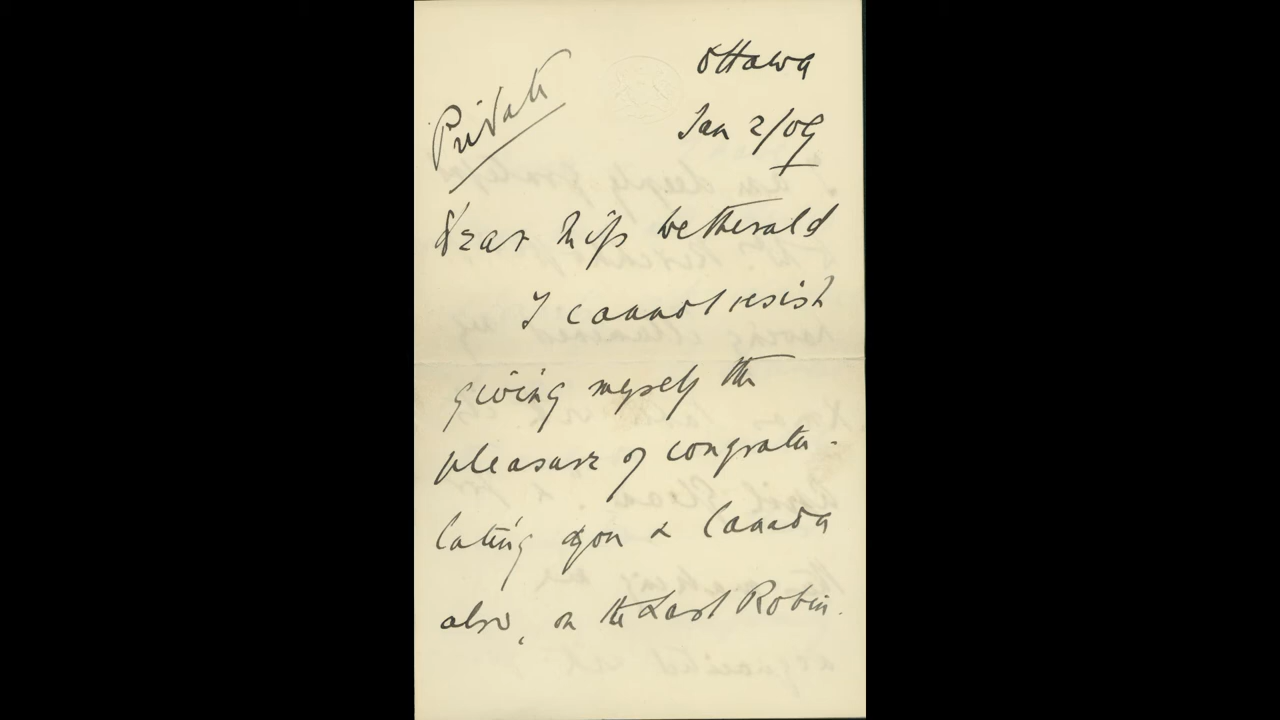 Private
Ottawa
Jan 2/09
Dear Miss Wetherald
I cannot resist
giving myself the
pleasure of congratu-
lating you & Canada
also, on the Last Robin.